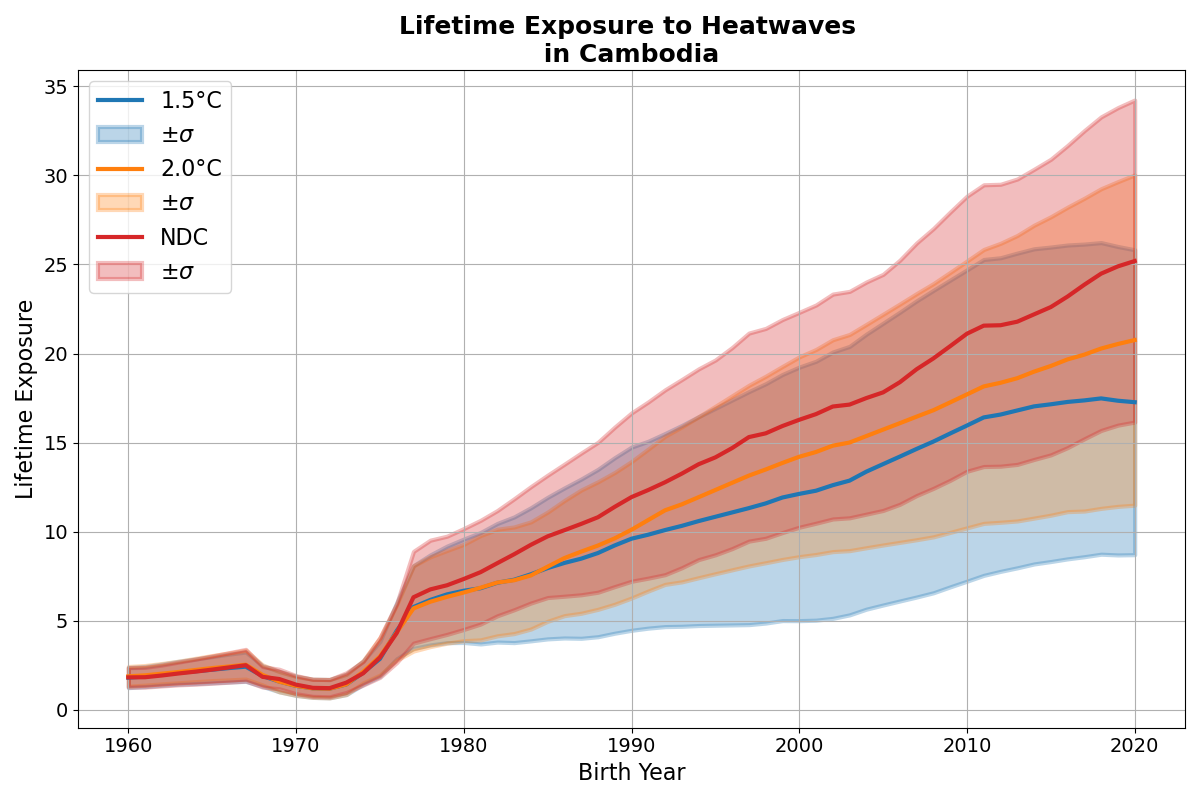 Lifetime Exposure to Heatwaves
in Cambodia
1.5°C
±σ
2.0°C
±σ
NDC
±σ
Lifetime Exposure
35
30
25
20
15
10
5
0
1960 1970 1980 1990 2000 2010 2020
Birth Year